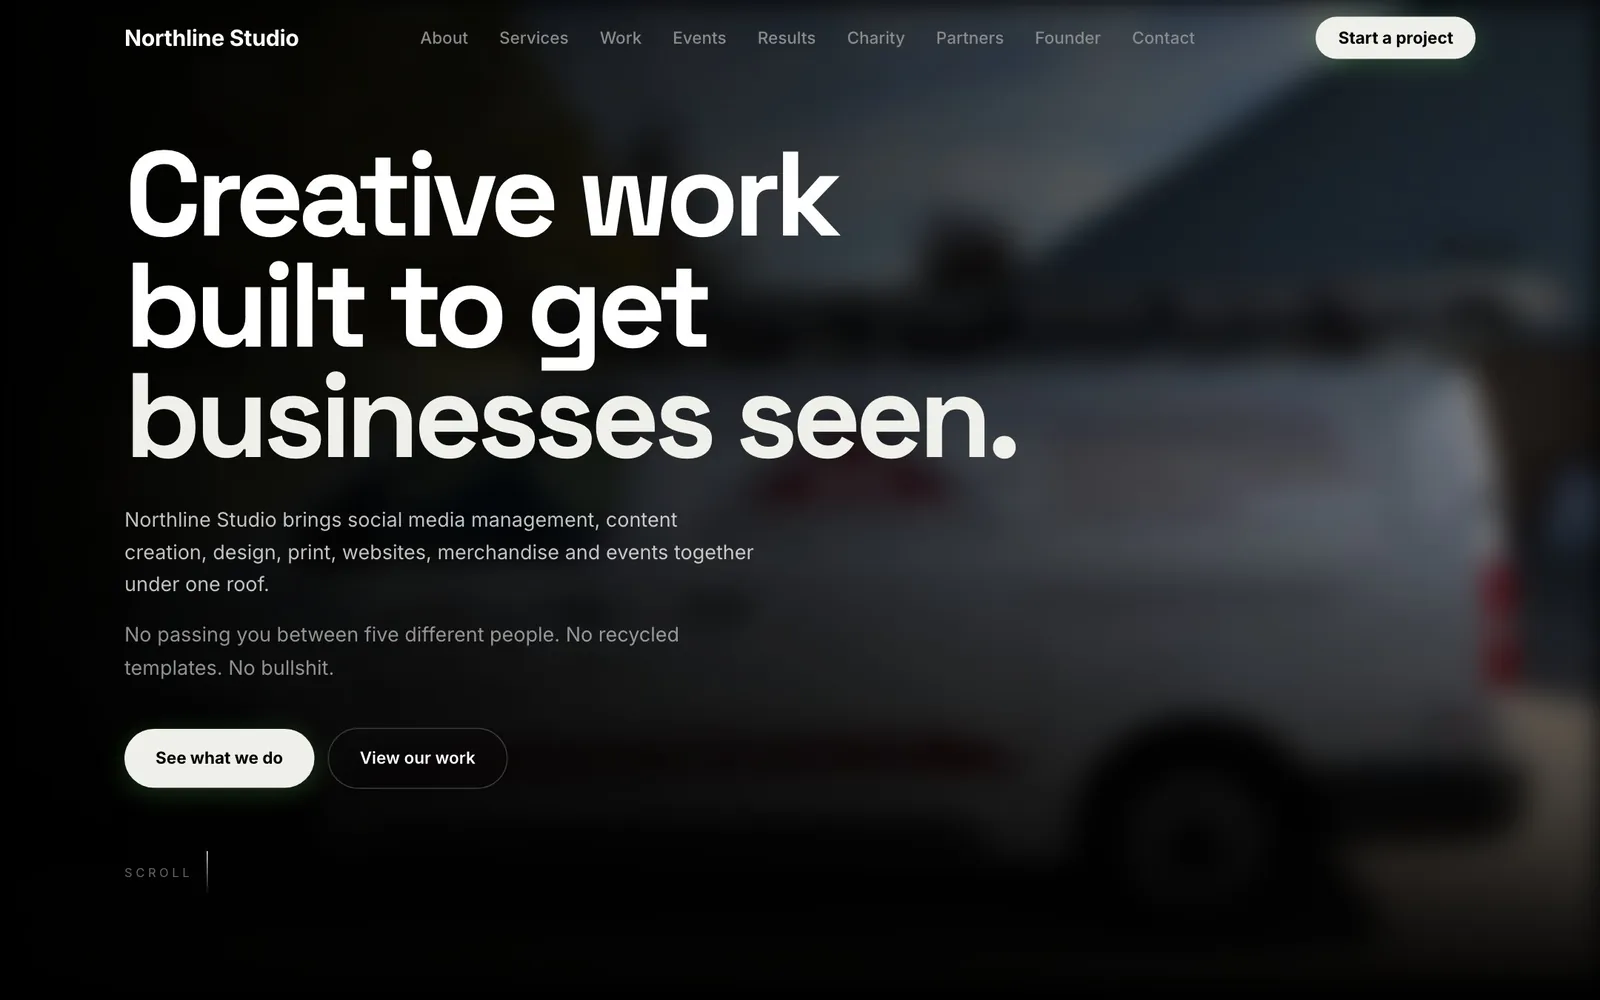 Northline Studio
About
Services
Work
Events
Results
Charity
Partners
Founder
Contact
Start a project
Creative work
built to get
businesses seen.
Northline Studio brings social media management, content
creation, design, print, websites, merchandise and events together
under one roof.
No passing you between five different people. No recycled
templates. No bullshit.
See what we do
View our work
SCROLL